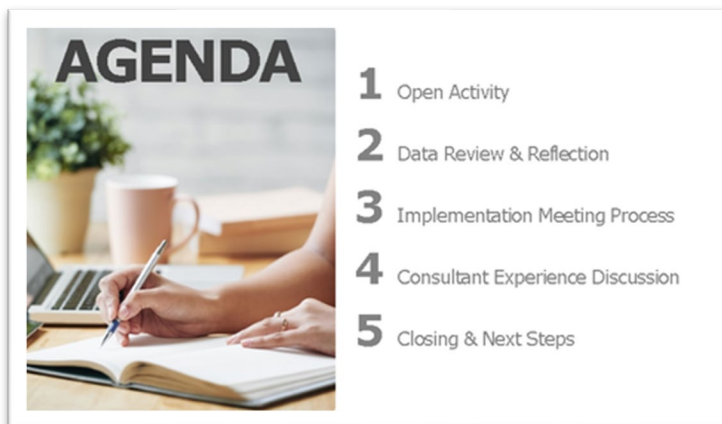 AGENDA
1 Open Activity
2 Data Review & Reflection
3 Implementation Meeting Process
4 Consultant Experience Discussion
5 Closing & Next Steps